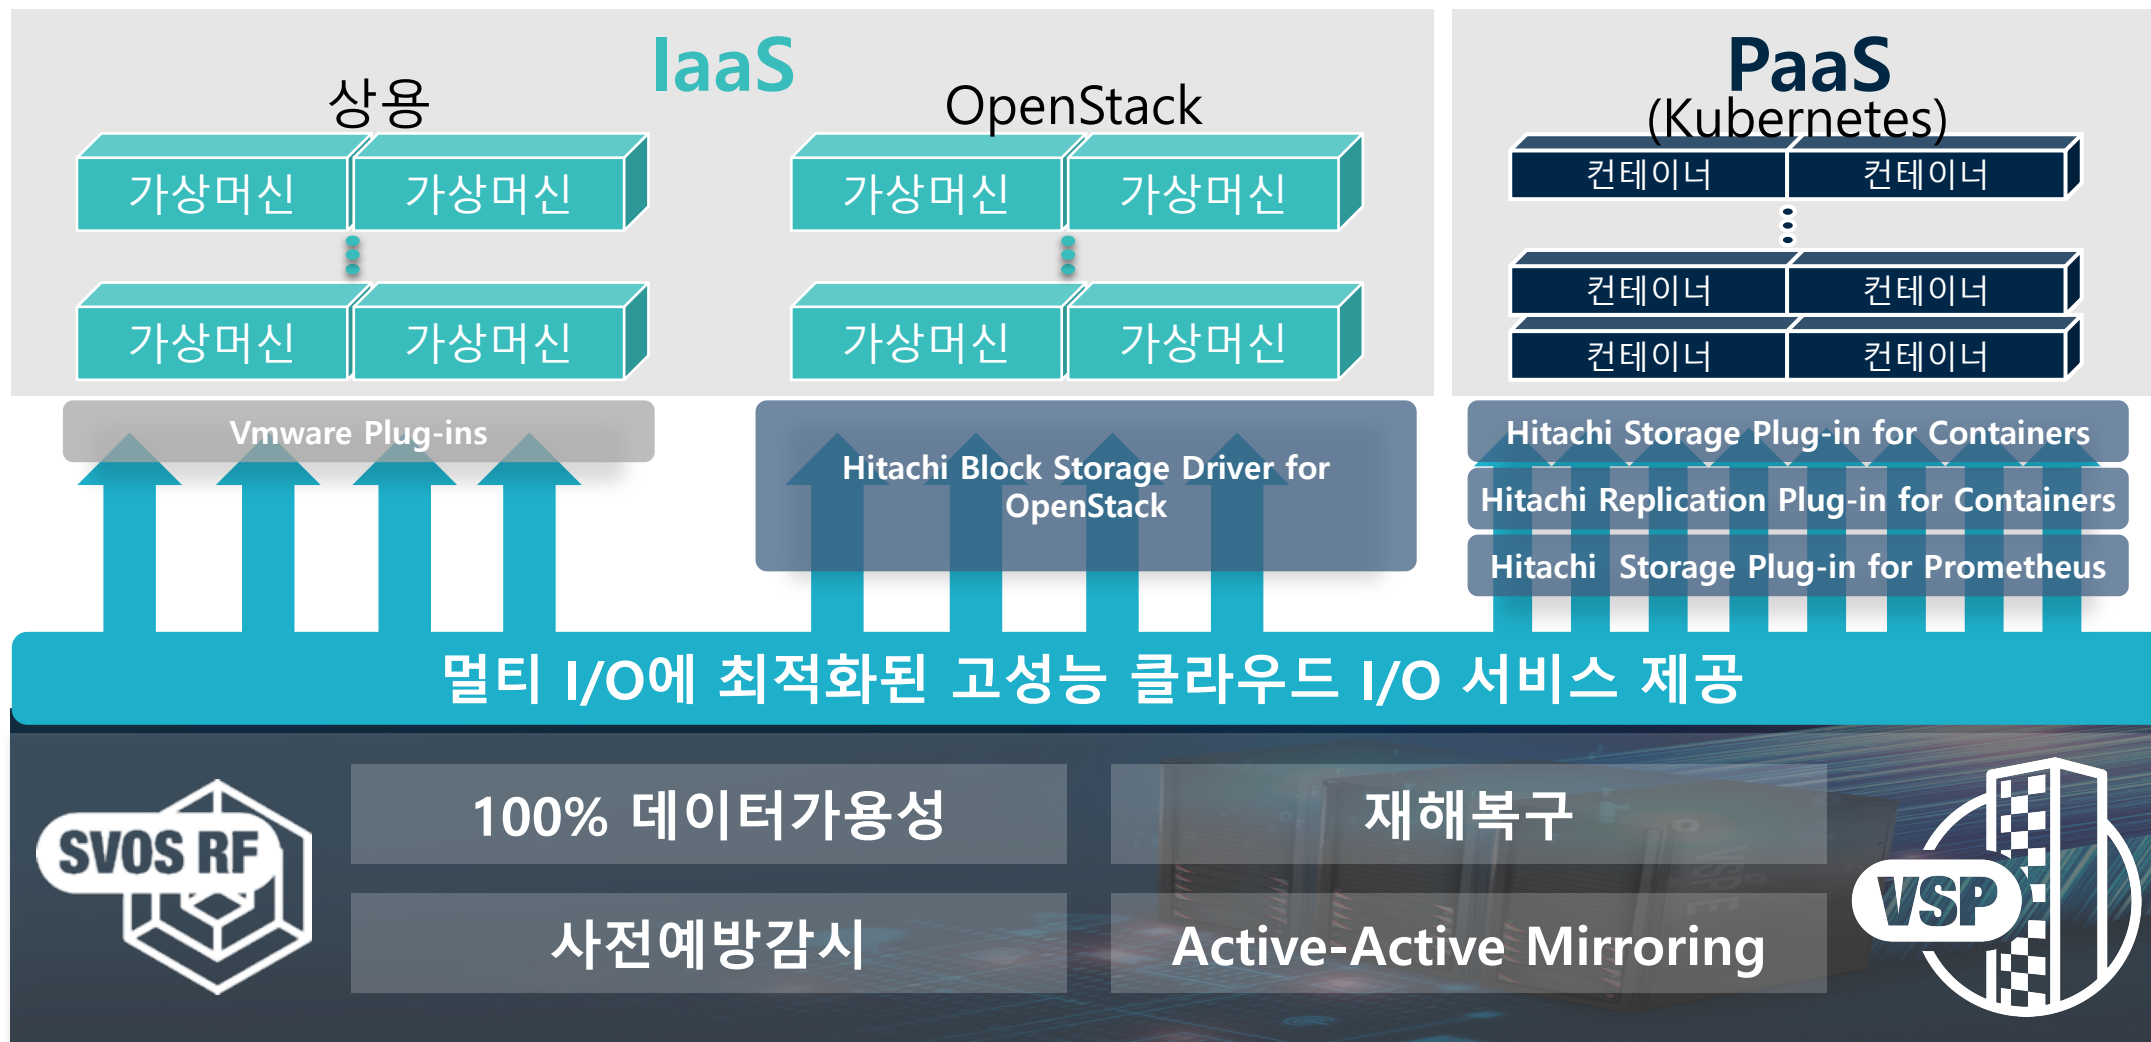 IaaS
상용
OpenStack
가상머신
가상머신
가상머신
가상머신
가상머신
가상머신
가상머신
가상머신
PaaS
(Kubernetes)
컨테이너
컨테이너
컨테이너
컨테이너
컨테이너
컨테이너
Vmware Plug-ins
Hitachi Block Storage Driver for
OpenStack
Hitachi Storage Plug-in for Containers
Hitachi Replication Plug-in for Containers
Hitachi  Storage Plug-in for Prometheus
멀티 I/O에 최적화된 고성능 클라우드 I/O 서비스 제공
SVOS RF
100% 데이터가용성
재해복구
사전예방감시
Active-Active Mirroring
VSP
VSPE